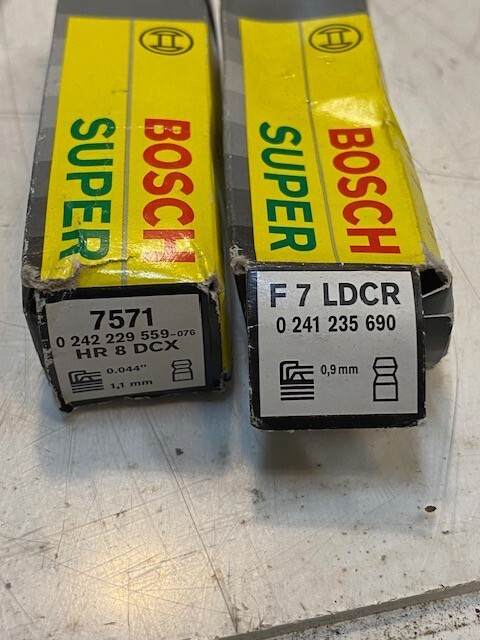 BOSCH
SUPER
7571
0 242 229 559-076
HR 8 DCX
0.044"
1,1 mm
BOSCH
SUPER
F 7 LDCR
0 241 235 690
0,9 mm